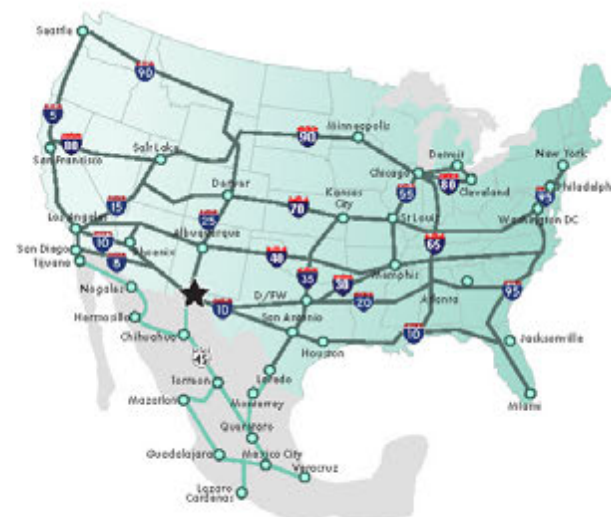 Seattle
90
5
90
Minneapolis
80
Salt Lake
San Francisco
Chicago
Detroit
New York
80
Cleveland
Philadelphia
Denver
Kansas
City
55
95
15
25
70
St Louis
Washington DC
Los Angeles
Albuquerque
65
10
Phoenix
40
San Diego
8
Memphis
Tijuana
35
30
Nogales
D/FW
20
Atlanta
95
10
Hermosillo
San Antonio
10
Chihuahua
Houston
Jacksonville
45
Torreon
Laredo
Mazatlan
Monterrey
Miami
Queretaro
Guadalajara
Mexico City
Veracruz
Lazaro
Cardenas